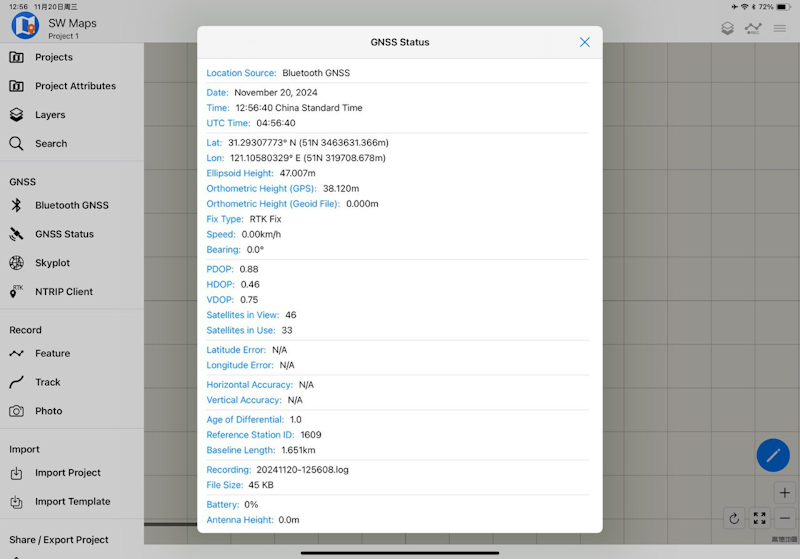 12:56 11月20日周三
72%
SW Maps
Project 1
Projects
Project Attributes
Layers
Search
GNSS
Bluetooth GNSS
GNSS Status
Skyplot
RTK
NTRIP Client
Record
Feature
Track
Photo
Import
Import Project
Import Template
Share / Export Project
GNSS Status
Location Source: Bluetooth GNSS
Date: November 20, 2024
Time: 12:56:40 China Standard Time
UTC Time: 04:56:40
Lat: 31.29307773° N (51N 3463631.366m)
Lon: 121.10580329° E (51N 319708.678m)
Ellipsoid Height: 47.007m
Orthometric Height (GPS): 38.120m
Orthometric Height (Geoid File): 0.000m
Fix Type: RTK Fix
Speed: 0.00km/h
Bearing: 0.0°
PDOP: 0.88
HDOP: 0.46
VDOP: 0.75
Satellites in View: 46
Satellites in Use: 33
Latitude Error: N/A
Longitude Error: N/A
Horizontal Accuracy: N/A
Vertical Accuracy: N/A
Age of Differential: 1.0
Reference Station ID: 1609
Baseline Length: 1.651km
Recording: 20241120-125608.log
File Size: 45 KB
Battery: 0%
Antenna Height: 0.0m
高德地图